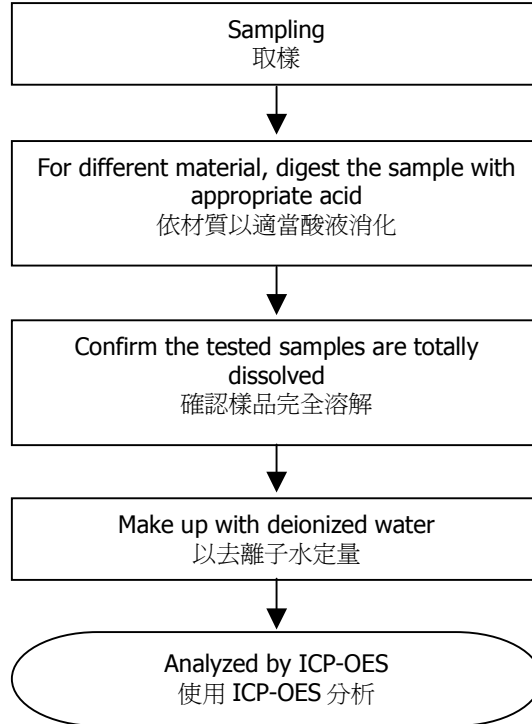 Sampling
取樣
For different material, digest the sample with
appropriate acid
依材質以適當酸液消化
Confirm the tested samples are totally
dissolved
確認樣品完全溶解
Make up with deionized water
以去離子水定量
Analyzed by ICP-OES
使用 ICP-OES 分析